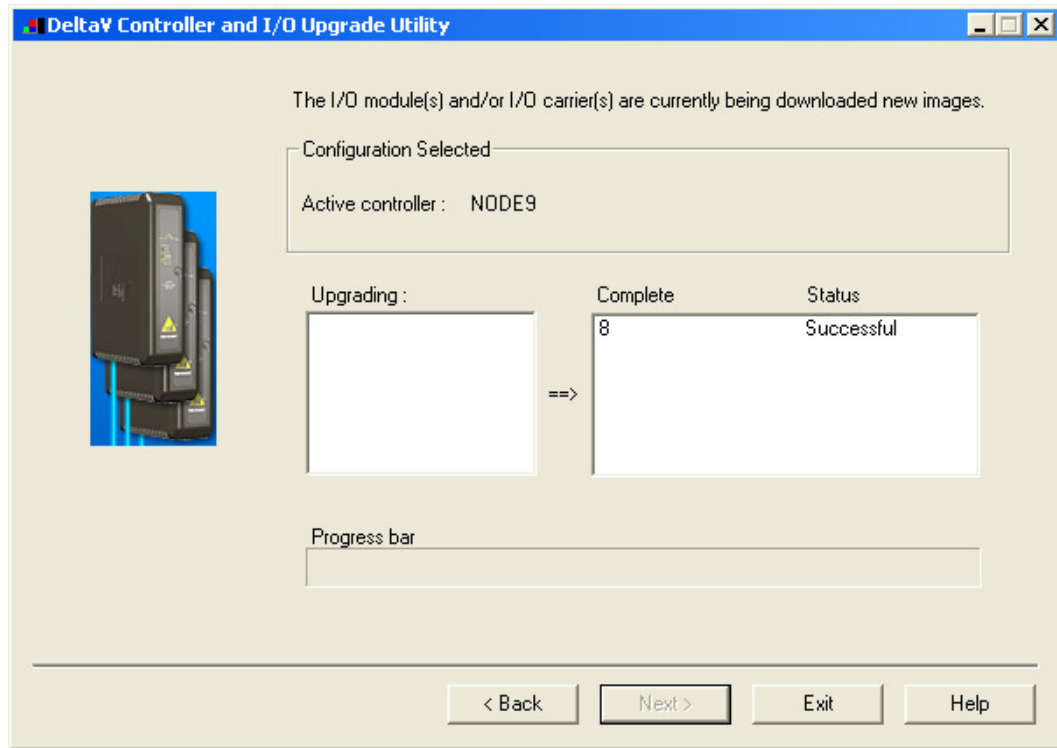 DeltaV Controller and I/O Upgrade Utility
The I/O module(s) and/or I/O carrier(s) are currently being downloaded new images.
Configuration Selected
Active controller : NODE9
Upgrading : Complete Status
8 Successful
==>
Progress bar
< Back Next > Exit Help